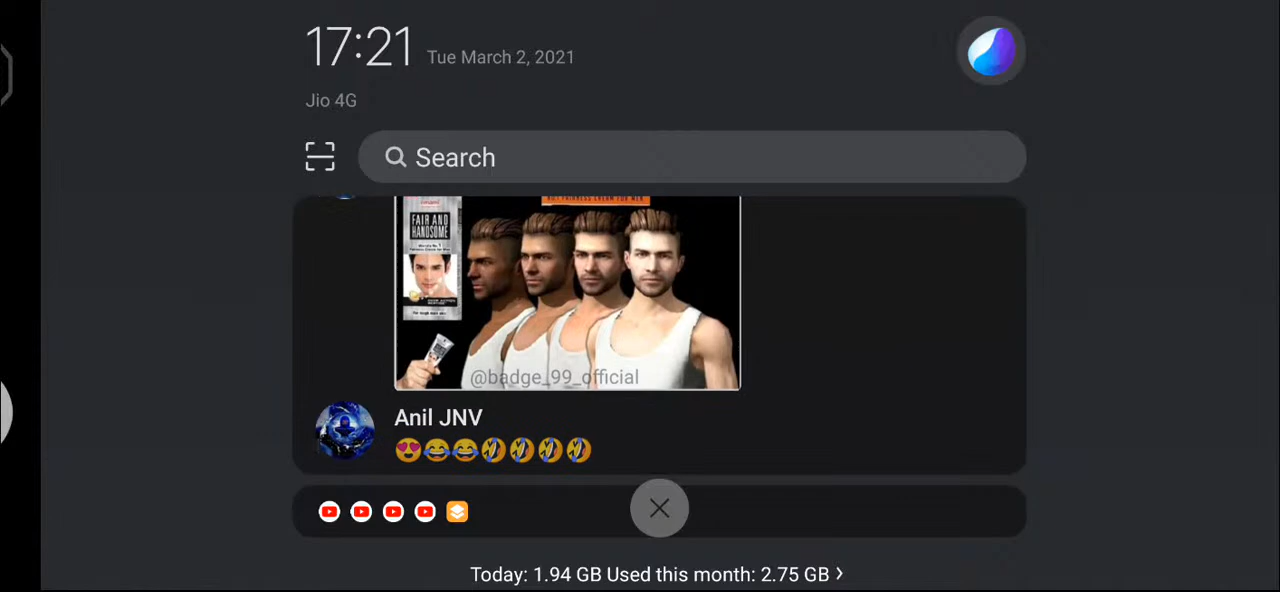 17:21 Tue March 2, 2021
Jio 4G
Search
FAIR AND
HANDSOME
@badge_99_official
Anil JNV
😍😂😂🤣🤣🤣🤣
Today: 1.94 GB Used this month: 2.75 GB